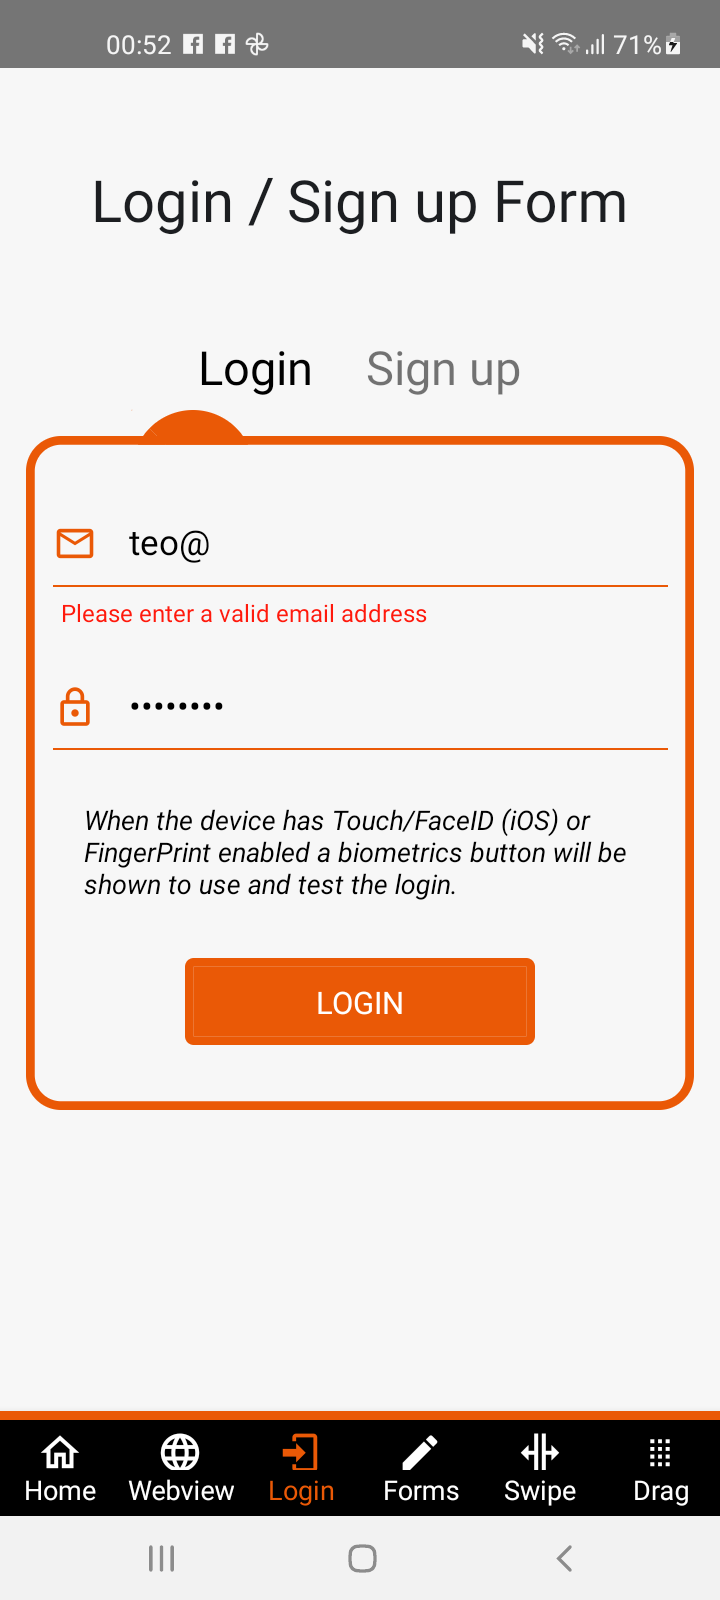 00:52 71%
Login / Sign up Form
Login Sign up
teo@
Please enter a valid email address
••••••••
When the device has Touch/FaceID (iOS) or
FingerPrint enabled a biometrics button will be
shown to use and test the login.
LOGIN
Home Webview Login Forms Swipe Drag